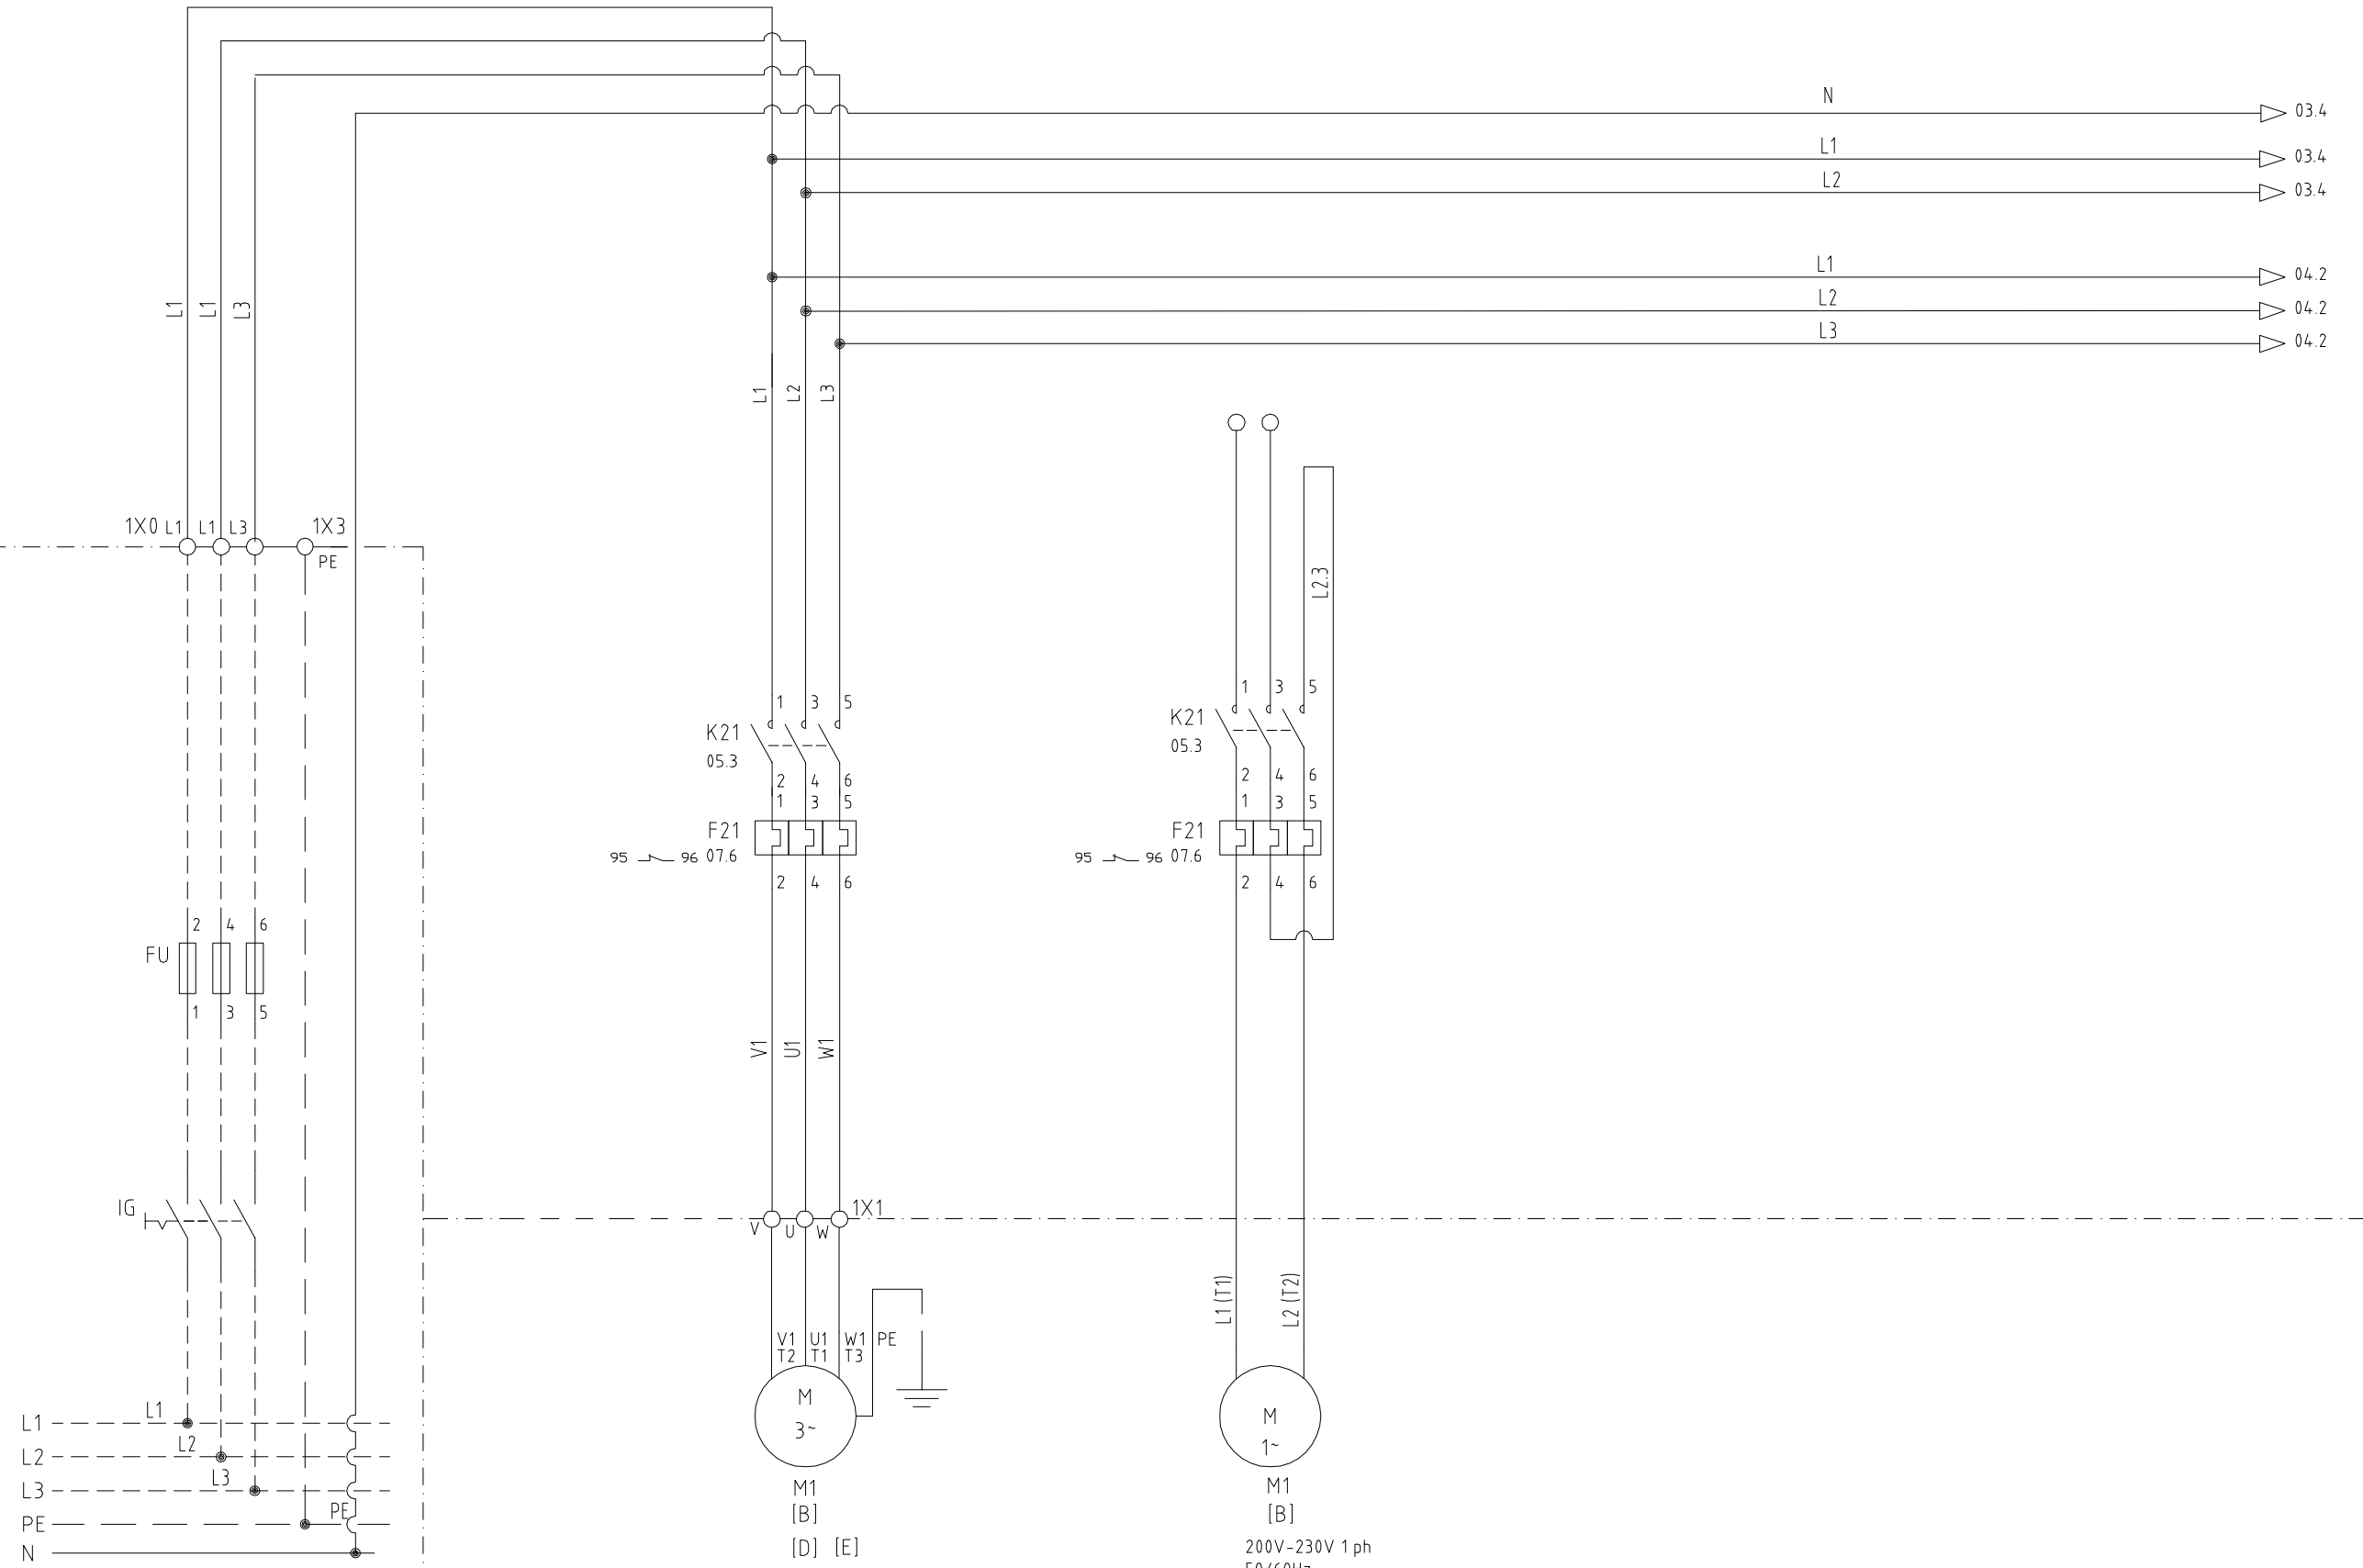 N
03.4
L1
03.4
L2
03.4
L1
04.2
L2
04.2
L3
04.2
L1 L1 L3
L1 L2 L3
1X0 L1 L1 L3 1X3
PE
L2.3
1 3 5
K21
05.3
2 4 6
1 3 5
F21
95 96 07.6
2 4 6
1 3 5
K21
05.3
2 4 6
1 3 5
F21
95 96 07.6
2 4 6
2 4 6
FU
1 3 5
V1 U1 W1
IG
1X1
V U W
L1 (T1) L2 (T2)
V1 U1 W1 PE
T2 T1 T3
M
3~
M1
[B]
[D] [E]
M
1~
M1
[B]
200V-230V 1 ph
50/60Hz
L1 L1
L2 L2
L3 L3
PE PE
N